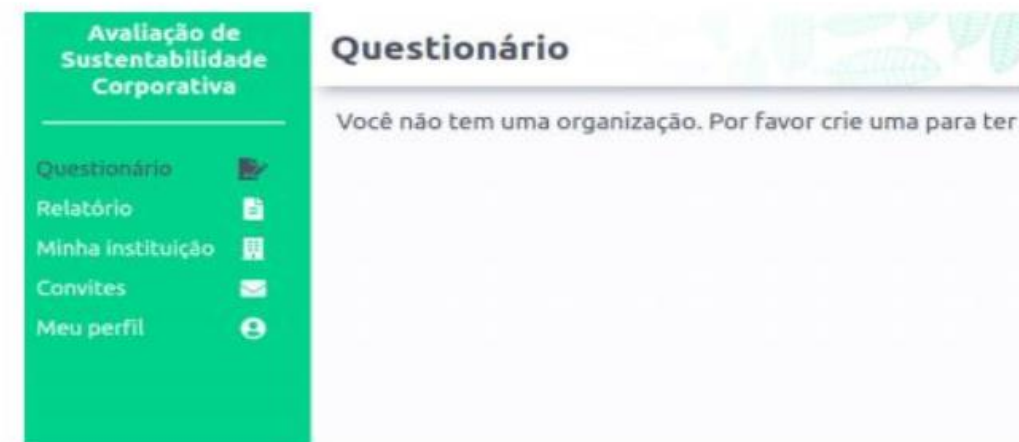 Avaliação de
Sustentabilidade
Corporativa
Questionário
Relatório
Minha instituição
Convites
Meu perfil
Questionário
Você não tem uma organização. Por favor crie uma para ter